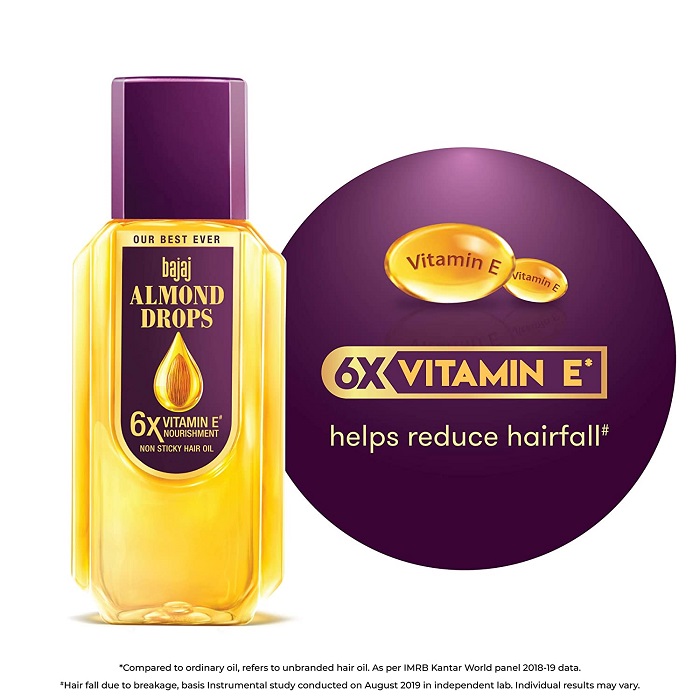 OUR BEST EVER
bajaj
ALMOND
DROPS
6X VITAMIN E#
NOURISHMENT
NON STICKY HAIR OIL
Vitamin E
Vitamin E
6X VITAMIN E*
helps reduce hairfall#
*Compared to ordinary oil, refers to unbranded hair oil. As per IMRB Kantar World panel 2018-19 data.
#Hair fall due to breakage, basis Instrumental study conducted on August 2019 in independent lab. Individual results may vary.